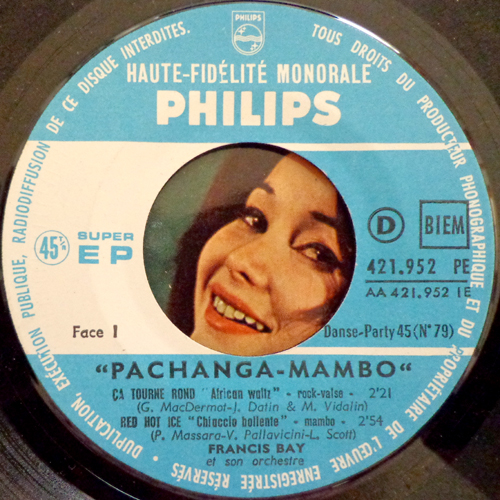 PHILIPS
DUPLICATION, EXÉCUTION PUBLIQUE, RADIODIFFUSION DE CE DISQUE INTERDITES.
TOUS DROITS DU PRODUCTEUR PHONOGRAPHIQUE ET DU PROPRIÉTAIRE DE L'ŒUVRE ENREGISTRÉE RÉSERVÉS
HAUTE-FIDÉLITÉ MONORALE
PHILIPS
45 SUPER EP
D BIEM
421.952 PE
AA 421.952 1E
Face 1
Danse-Party 45 (N° 79)
"PACHANGA-MAMBO"
ÇA TOURNE ROND "African waltz" - rock-valse - 2'21
(G. MacDermot-J. Datin & M. Vidalin)
RED HOT ICE "Chiaccio bollente" - mambo - 2'54
(P. Massara-V. Pallavicini-L. Scott)
FRANCIS BAY
et son orchestre